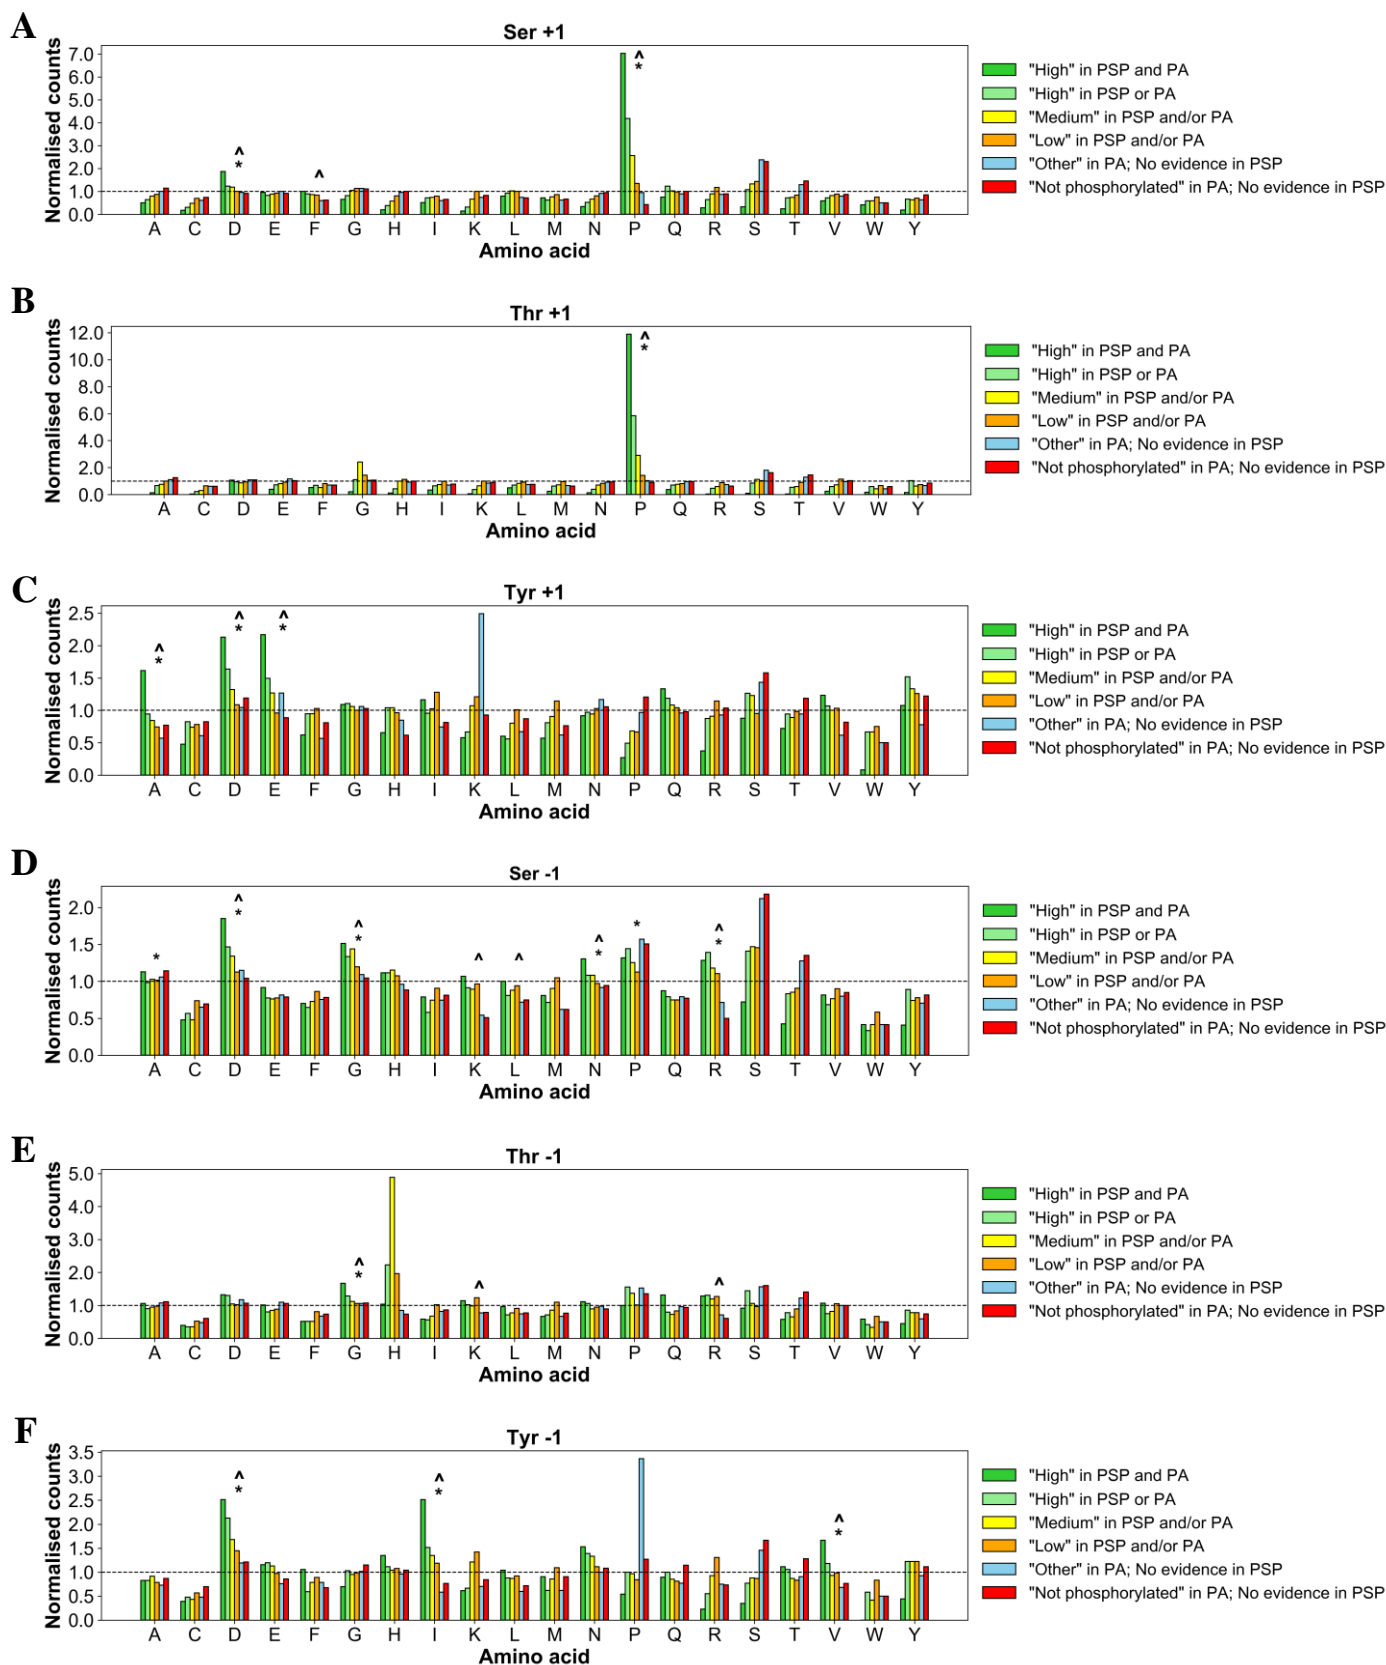 A
Ser +1
Normalised counts
7.0
6.0
5.0
4.0
3.0
2.0
1.0
0.0
^
*
^
*
^
^
*
A C D E F G H I K L M N P Q R S T V W Y
Amino acid
"High" in PSP and PA
"High" in PSP or PA
"Medium" in PSP and/or PA
"Low" in PSP and/or PA
"Other" in PA; No evidence in PSP
"Not phosphorylated" in PA; No evidence in PSP
B
Thr +1
Normalised counts
12.0
10.0
8.0
6.0
4.0
2.0
0.0
^
*
A C D E F G H I K L M N P Q R S T V W Y
Amino acid
"High" in PSP and PA
"High" in PSP or PA
"Medium" in PSP and/or PA
"Low" in PSP and/or PA
"Other" in PA; No evidence in PSP
"Not phosphorylated" in PA; No evidence in PSP
C
Tyr +1
Normalised counts
2.5
2.0
1.5
1.0
0.5
0.0
^
*
^
*
^
*
A C D E F G H I K L M N P Q R S T V W Y
Amino acid
"High" in PSP and PA
"High" in PSP or PA
"Medium" in PSP and/or PA
"Low" in PSP and/or PA
"Other" in PA; No evidence in PSP
"Not phosphorylated" in PA; No evidence in PSP
D
Ser -1
Normalised counts
2.0
1.5
1.0
0.5
0.0
*
^
*
^
*
^
^
^
*
*
^
*
A C D E F G H I K L M N P Q R S T V W Y
Amino acid
"High" in PSP and PA
"High" in PSP or PA
"Medium" in PSP and/or PA
"Low" in PSP and/or PA
"Other" in PA; No evidence in PSP
"Not phosphorylated" in PA; No evidence in PSP
E
Thr -1
Normalised counts
5.0
4.0
3.0
2.0
1.0
0.0
^
*
^
^
A C D E F G H I K L M N P Q R S T V W Y
Amino acid
"High" in PSP and PA
"High" in PSP or PA
"Medium" in PSP and/or PA
"Low" in PSP and/or PA
"Other" in PA; No evidence in PSP
"Not phosphorylated" in PA; No evidence in PSP
F
Tyr -1
Normalised counts
3.5
3.0
2.5
2.0
1.5
1.0
0.5
0.0
^
*
^
*
^
*
A C D E F G H I K L M N P Q R S T V W Y
Amino acid
"High" in PSP and PA
"High" in PSP or PA
"Medium" in PSP and/or PA
"Low" in PSP and/or PA
"Other" in PA; No evidence in PSP
"Not phosphorylated" in PA; No evidence in PSP